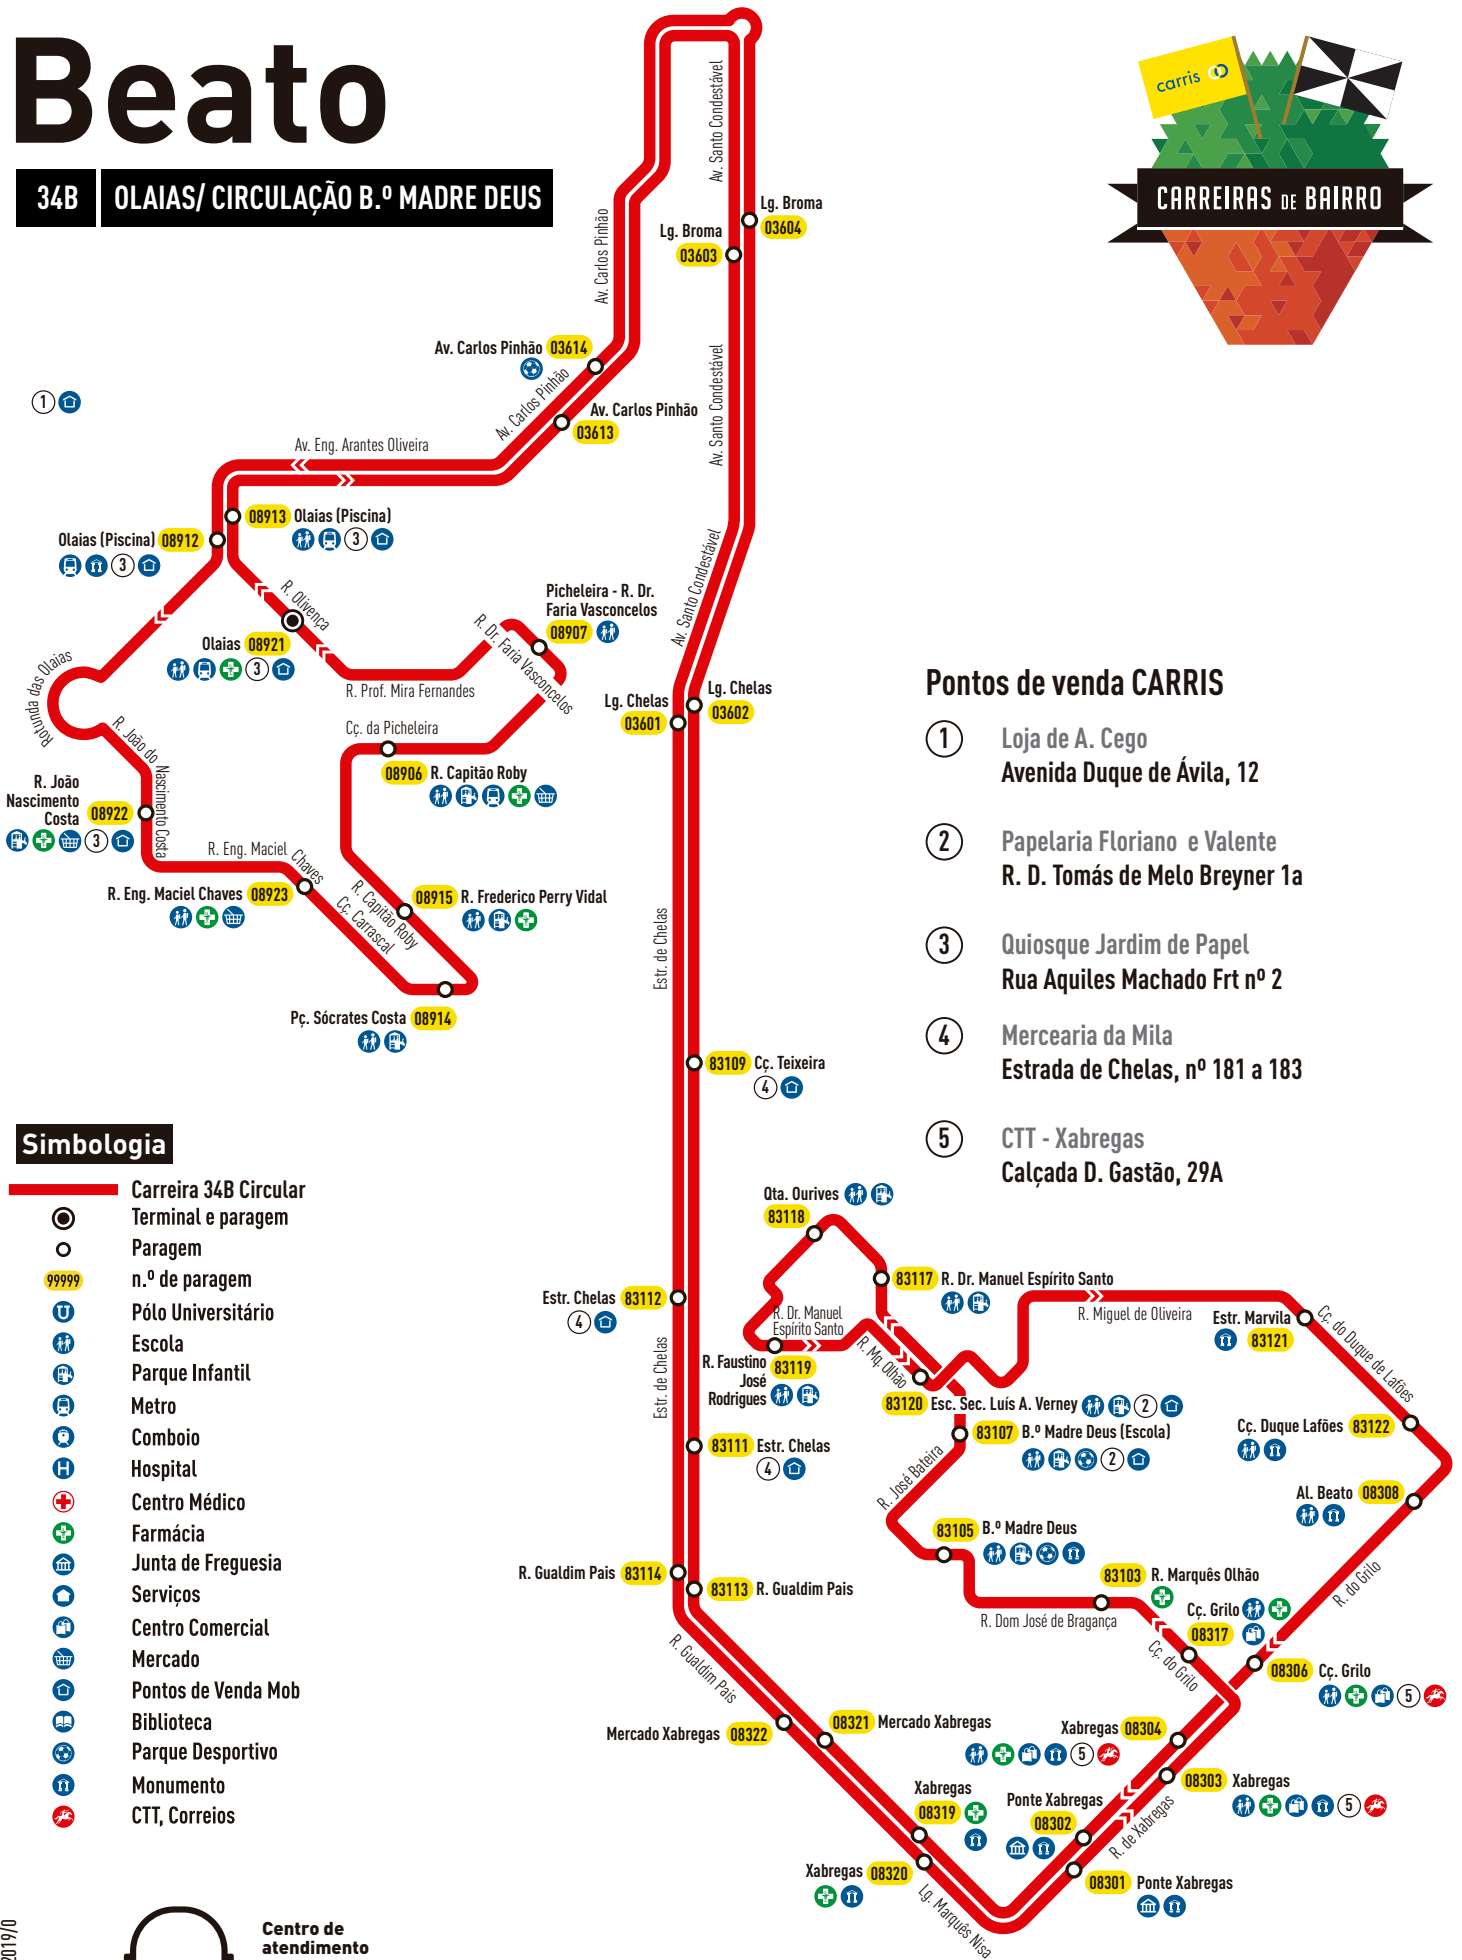 Beato
34B
OLAIAS/ CIRCULAÇÃO B.º MADRE DEUS
carris
CARREIRAS DE BAIRRO
Av. Santo Condestável
Av. Carlos Pinhão
Lg. Broma
03604
Lg. Broma
03603
Av. Carlos Pinhão 03614
Av. Carlos Pinhão
Av. Carlos Pinhão
03613
Av. Santo Condestável
1
Av. Eng. Arantes Oliveira
08913 Olaias (Piscina)
3
Olaias (Piscina) 08912
3
Av. Santo Condestável
R. Olivença
Picheleira - R. Dr.
Faria Vasconcelos
08907
R. Dr. Faria Vasconcelos
Olaias 08921
3
R. Prof. Mira Fernandes
Rotunda das Olaias
Lg. Chelas
03601
Lg. Chelas
03602
R. João do Nascimento Costa
Cç. da Picheleira
08906 R. Capitão Roby
R. João
Nascimento
Costa
08922
3
R. Eng. Maciel Chaves
R. Eng. Maciel Chaves 08923
08915 R. Frederico Perry Vidal
R. Capitão Roby
Cç. Carrascal
Pç. Sócrates Costa 08914
Estr. de Chelas
83109 Cç. Teixeira
4
Pontos de venda CARRIS
1
Loja de A. Cego
Avenida Duque de Ávila, 12
2
Papelaria Floriano e Valente
R. D. Tomás de Melo Breyner 1a
3
Quiosque Jardim de Papel
Rua Aquiles Machado Frt nº 2
4
Mercearia da Mila
Estrada de Chelas, nº 181 a 183
5
CTT - Xabregas
Calçada D. Gastão, 29A
Simbologia
Carreira 34B Circular
Terminal e paragem
Paragem
99999 n.º de paragem
U Pólo Universitário
Escola
Parque Infantil
Metro
Comboio
H Hospital
Centro Médico
Farmácia
Junta de Freguesia
Serviços
Centro Comercial
Mercado
Pontos de Venda Mob
Biblioteca
Parque Desportivo
Monumento
CTT, Correios
Qta. Ourives
83118
83117 R. Dr. Manuel Espírito Santo
R. Miguel de Oliveira
Estr. Marvila
83121
Cç. do Duque de Lafões
Estr. Chelas 83112
4
R. Dr. Manuel
Espírito Santo
R. Faustino
José
Rodrigues
83119
R. Mq. Olhão
83120 Esc. Sec. Luís A. Verney
2
83107 B.º Madre Deus (Escola)
2
Cç. Duque Lafões 83122
Estr. de Chelas
83111 Estr. Chelas
4
R. José Bateira
Al. Beato 08308
83105 B.º Madre Deus
R. Gualdim Pais 83114
83113 R. Gualdim Pais
83103 R. Marquês Olhão
R. Dom José de Bragança
Cç. Grilo
08317
R. do Grilo
Cç. do Grilo
08306 Cç. Grilo
5
R. Gualdim Pais
Mercado Xabregas 08322
08321 Mercado Xabregas
Xabregas 08304
5
08303 Xabregas
5
Xabregas
08319
Ponte Xabregas
08302
R. de Xabregas
Xabregas 08320
08301 Ponte Xabregas
Lg. Marquês Nisa
2019/0
Centro de
atendimento